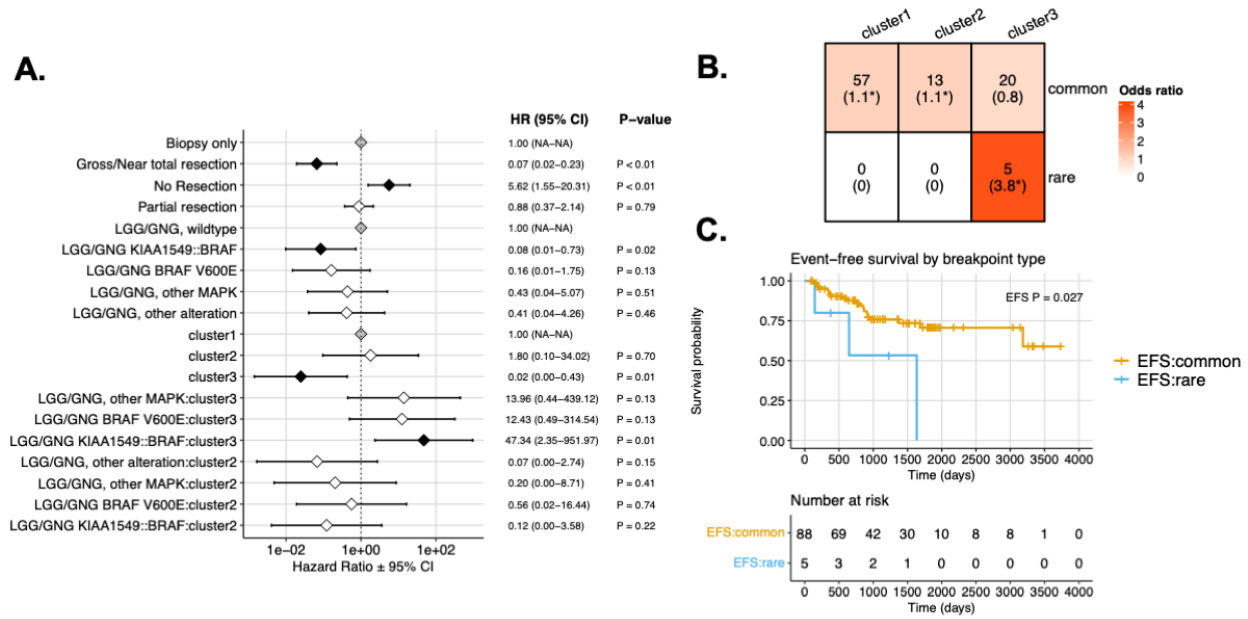 A.
HR (95% CI) P-value
Biopsy only 1.00 (NA-NA)
Gross/Near total resection 0.07 (0.02-0.23) P < 0.01
No Resection 5.62 (1.55-20.31) P < 0.01
Partial resection 0.88 (0.37-2.14) P = 0.79
LGG/GNG, wildtype 1.00 (NA-NA)
LGG/GNG KIAA1549::BRAF 0.08 (0.01-0.73) P = 0.02
LGG/GNG BRAF V600E 0.16 (0.01-1.75) P = 0.13
LGG/GNG, other MAPK 0.43 (0.04-5.07) P = 0.51
LGG/GNG, other alteration 0.41 (0.04-4.26) P = 0.46
cluster1 1.00 (NA-NA)
cluster2 1.80 (0.10-34.02) P = 0.70
cluster3 0.02 (0.00-0.43) P = 0.01
LGG/GNG, other MAPK:cluster3 13.96 (0.44-439.12) P = 0.13
LGG/GNG BRAF V600E:cluster3 12.43 (0.49-314.54) P = 0.13
LGG/GNG KIAA1549::BRAF:cluster3 47.34 (2.35-951.97) P = 0.01
LGG/GNG, other alteration:cluster2 0.07 (0.00-2.74) P = 0.15
LGG/GNG, other MAPK:cluster2 0.20 (0.00-8.71) P = 0.41
LGG/GNG BRAF V600E:cluster2 0.56 (0.02-16.44) P = 0.74
LGG/GNG KIAA1549::BRAF:cluster2 0.12 (0.00-3.58) P = 0.22
1e-02 1e+00 1e+02
Hazard Ratio ± 95% CI
B.
cluster1 cluster2 cluster3
57 13 20
(1.1*) (1.1*) (0.8)
common
0 0 5
(0) (0) (3.8*)
rare
Odds ratio
4
3
2
1
0
C.
Event-free survival by breakpoint type
EFS P = 0.027
Survival probability
1.00
0.75
0.50
0.25
0.00
0 500 1000 1500 2000 2500 3000 3500 4000
Time (days)
EFS:common
EFS:rare
Number at risk
EFS:common 88 69 42 30 10 8 8 1 0
EFS:rare 5 3 2 1 0 0 0 0 0
0 500 1000 1500 2000 2500 3000 3500 4000
Time (days)